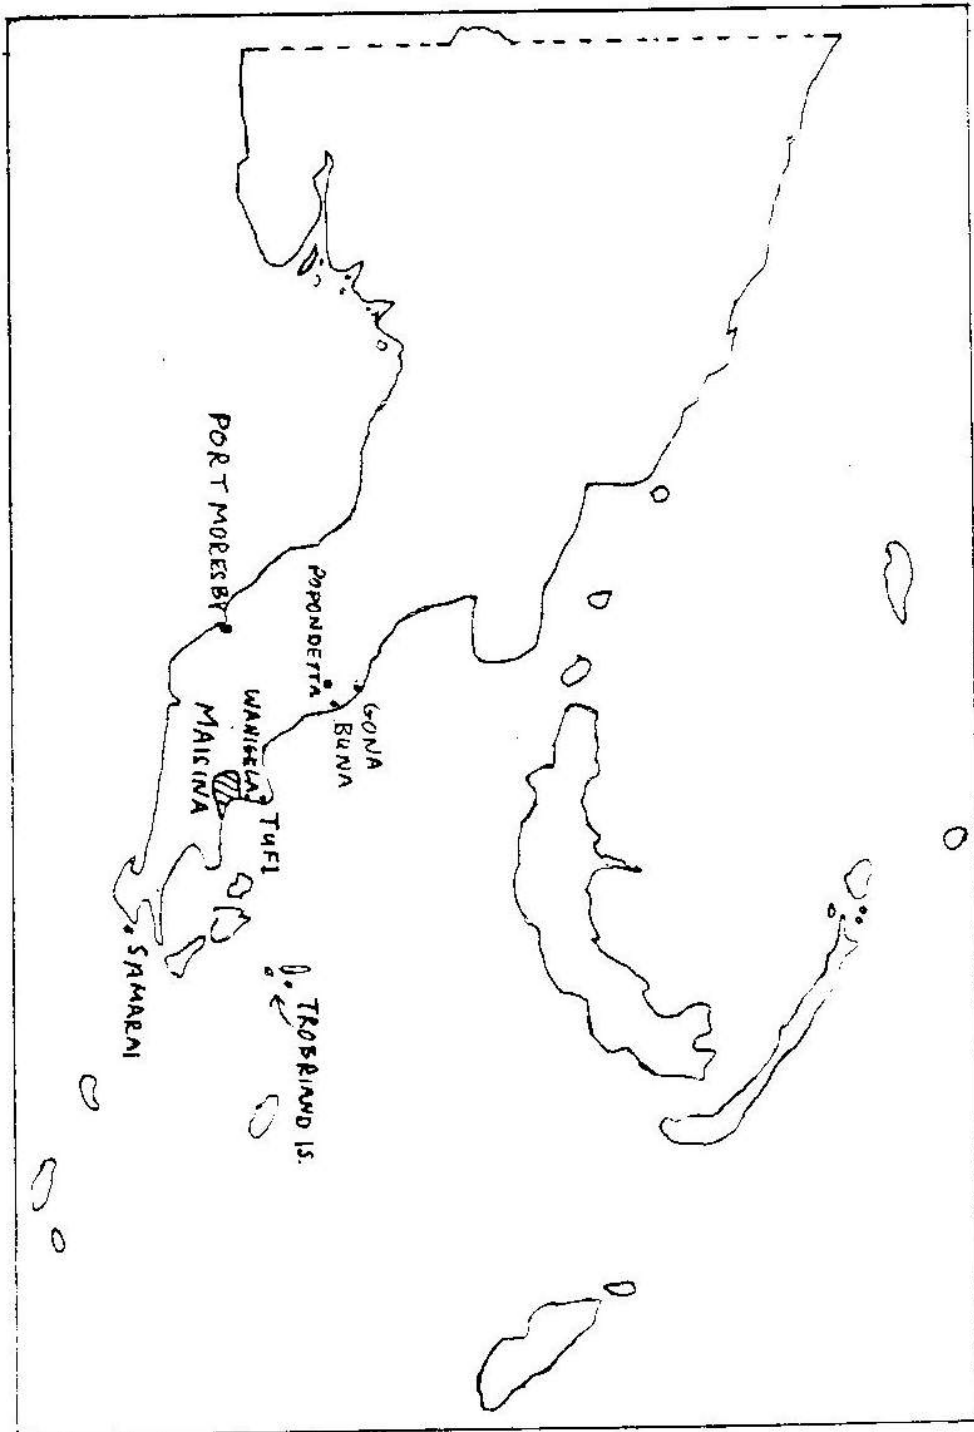 GONA
BUNA
POPONDETTA
TROBRIAND IS.
TUFI
WANIGELA
PORT MORESBY
MAISINA
SAMARAI